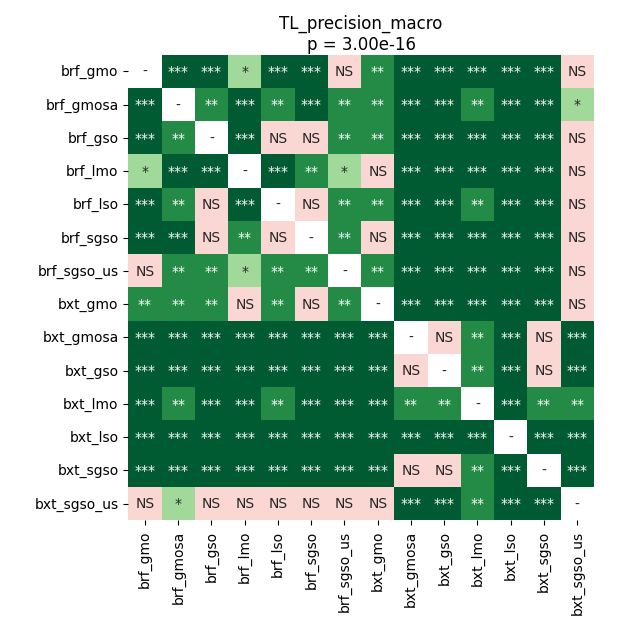 TL_precision_macro
p = 3.00e-16
brf_gmo - *** *** * *** *** NS ** *** *** *** *** *** NS
brf_gmosa *** - ** *** ** *** ** ** *** *** ** *** *** *
brf_gso *** ** - *** NS NS ** ** *** *** *** *** *** NS
brf_lmo * *** *** - *** ** * NS *** *** *** *** *** NS
brf_lso *** ** NS *** - NS ** ** *** *** ** *** *** NS
brf_sgso *** *** NS ** NS - ** NS *** *** *** *** *** NS
brf_sgso_us NS ** ** * ** ** - ** *** *** *** *** *** NS
bxt_gmo ** ** ** NS ** NS ** - *** *** *** *** *** NS
bxt_gmosa *** *** *** *** *** *** *** *** - NS ** *** NS ***
bxt_gso *** *** *** *** *** *** *** *** NS - ** *** NS ***
bxt_lmo *** ** *** *** ** *** *** *** ** ** - *** ** **
bxt_lso *** *** *** *** *** *** *** *** *** *** *** - *** ***
bxt_sgso *** *** *** *** *** *** *** *** NS NS ** *** - ***
bxt_sgso_us NS * NS NS NS NS NS NS *** *** ** *** *** -
brf_gmo brf_gmosa brf_gso brf_lmo brf_lso brf_sgso brf_sgso_us bxt_gmo bxt_gmosa bxt_gso bxt_lmo bxt_lso bxt_sgso bxt_sgso_us